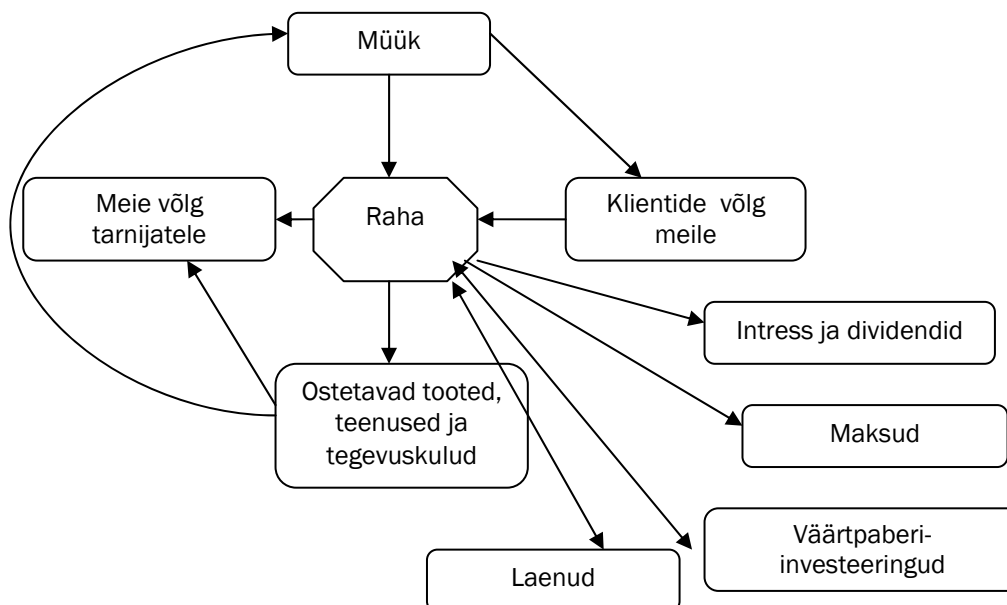 Müük
Meie võlg
tarnijatele
Raha
Klientide võlg
meile
Intress ja dividendid
Ostetavad tooted,
teenused ja
tegevuskulud
Maksud
Väärtpaberi-
investeeringud
Laenud